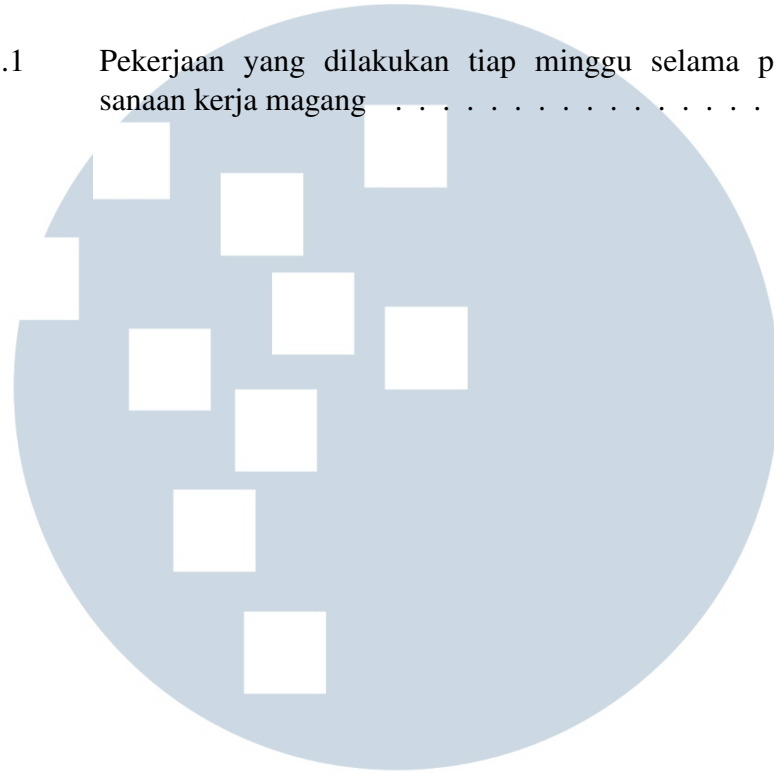 .1 Pekerjaan yang dilakukan tiap minggu selama p
sanaan kerja magang . . . . . . . . . . . . . . . .